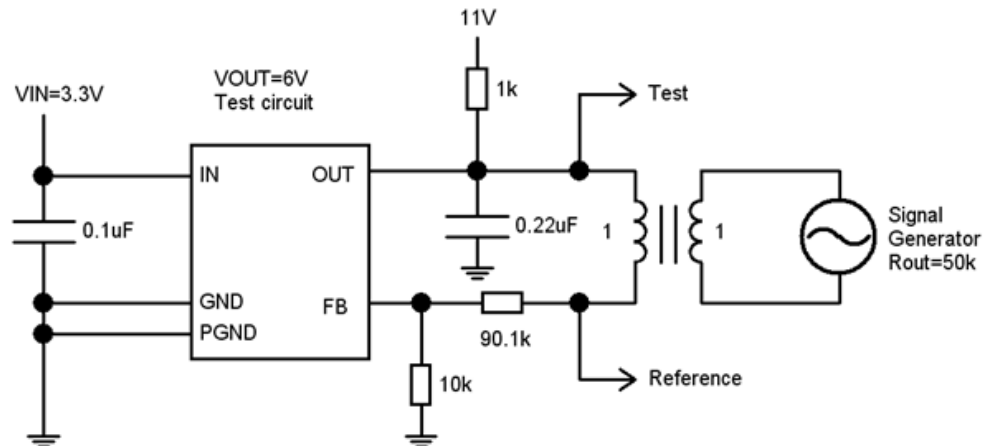 11V
VOUT=6V
Test circuit
1k
VIN=3.3V
Test
IN
OUT
0.1uF
0.22uF
1
1
Signal
Generator
Rout=50k
GND
FB
PGND
90.1k
10k
Reference